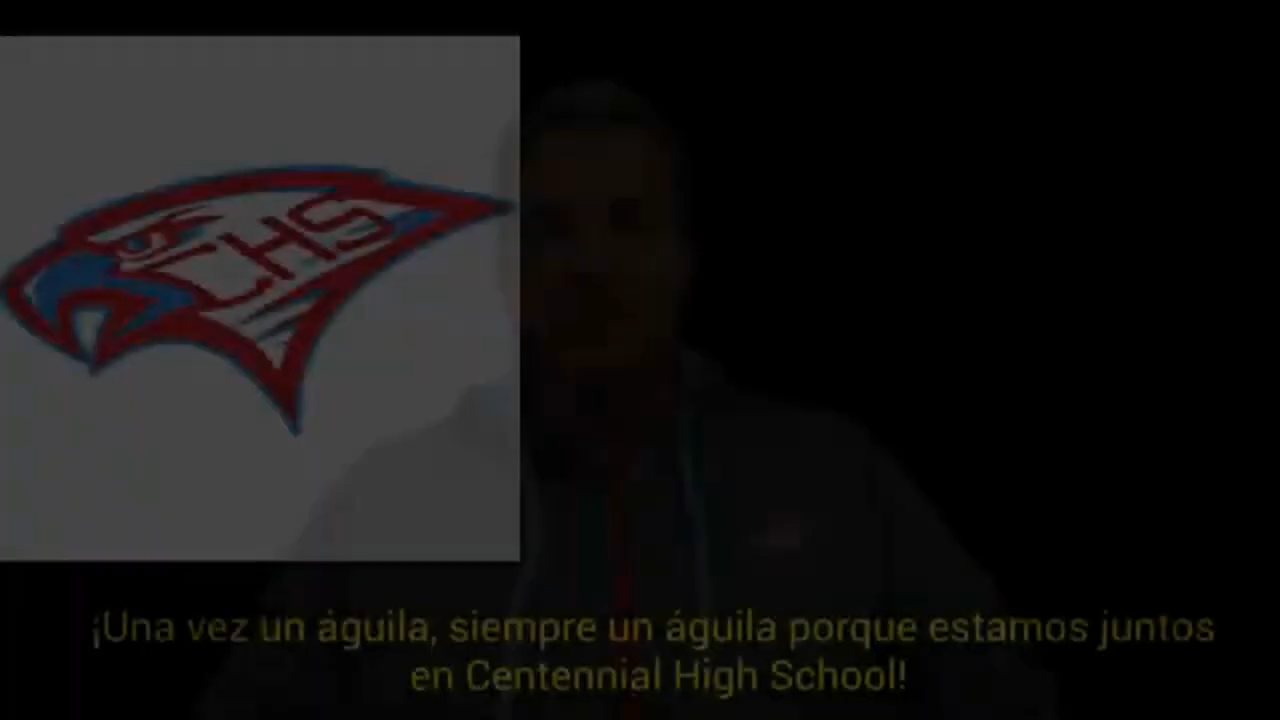 CHS
¡Una vez un águila, siempre un águila porque estamos juntos
en Centennial High School!